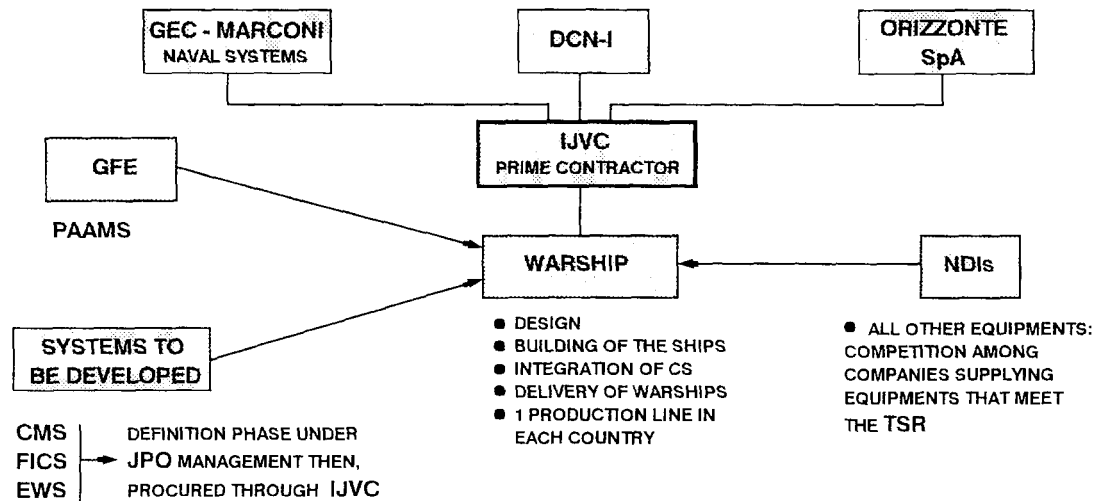 GEC - MARCONI
NAVAL SYSTEMS
DCN-I
ORIZZONTE
SpA
IJVC
PRIME CONTRACTOR
GFE
PAAMS
WARSHIP
NDIs
● DESIGN
● BUILDING OF THE SHIPS
● INTEGRATION OF CS
● DELIVERY OF WARSHIPS
● 1 PRODUCTION LINE IN
EACH COUNTRY
● ALL OTHER EQUIPMENTS:
COMPETITION AMONG
COMPANIES SUPPLYING
EQUIPMENTS THAT MEET
THE TSR
SYSTEMS TO
BE DEVELOPED
CMS
FICS
EWS
DEFINITION PHASE UNDER
JPO MANAGEMENT THEN,
PROCURED THROUGH IJVC